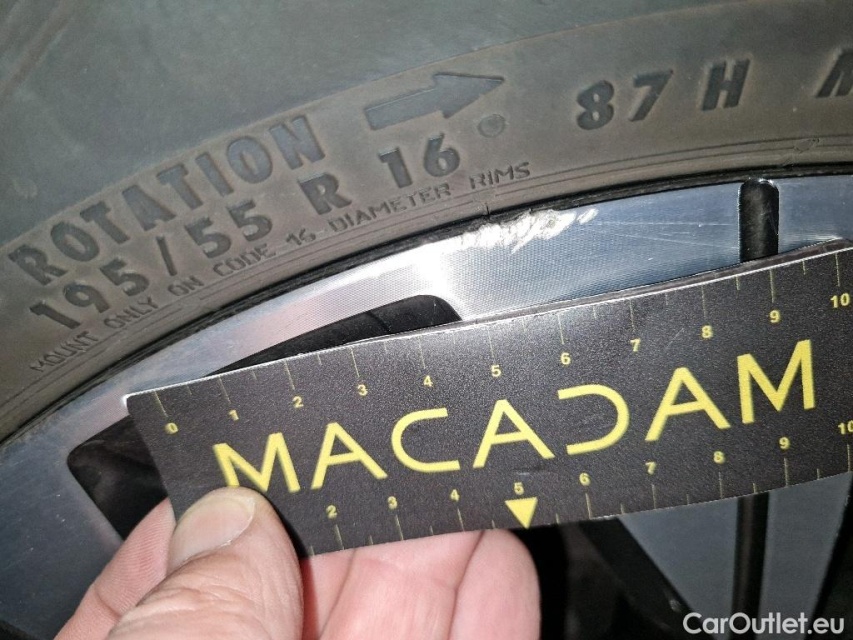 ROTATION
195/55 R 16 87 H
MOUNT ONLY ON CODE 16 DIAMETER RIMS
0 1 2 3 4 5 6 7 8 9 10
MACADAM
2 3 4 5 6 7 8 9 10
CarOutlet.eu